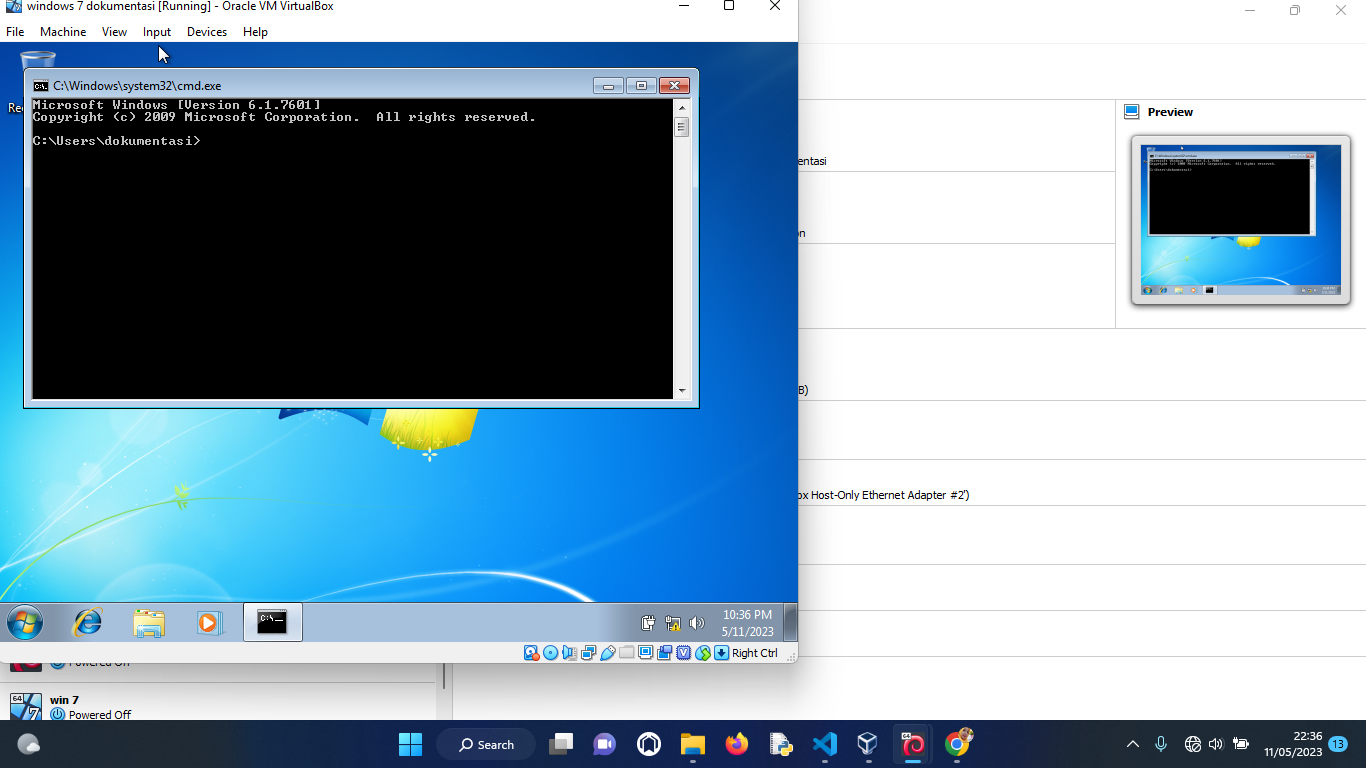 windows 7 dokumentasi [Running] - Oracle VM VirtualBox
File Machine View Input Devices Help
C:\Windows\system32\cmd.exe
Microsoft Windows [Version 6.1.7601]
Copyright (c) 2009 Microsoft Corporation.  All rights reserved.
C:\Users\dokumentasi>
Preview
Right Ctrl
10:36 PM
5/11/2023
Host-Only Ethernet Adapter #2')
Powered Off
64
win 7
Powered Off
Search
64
22:36
11/05/2023
13